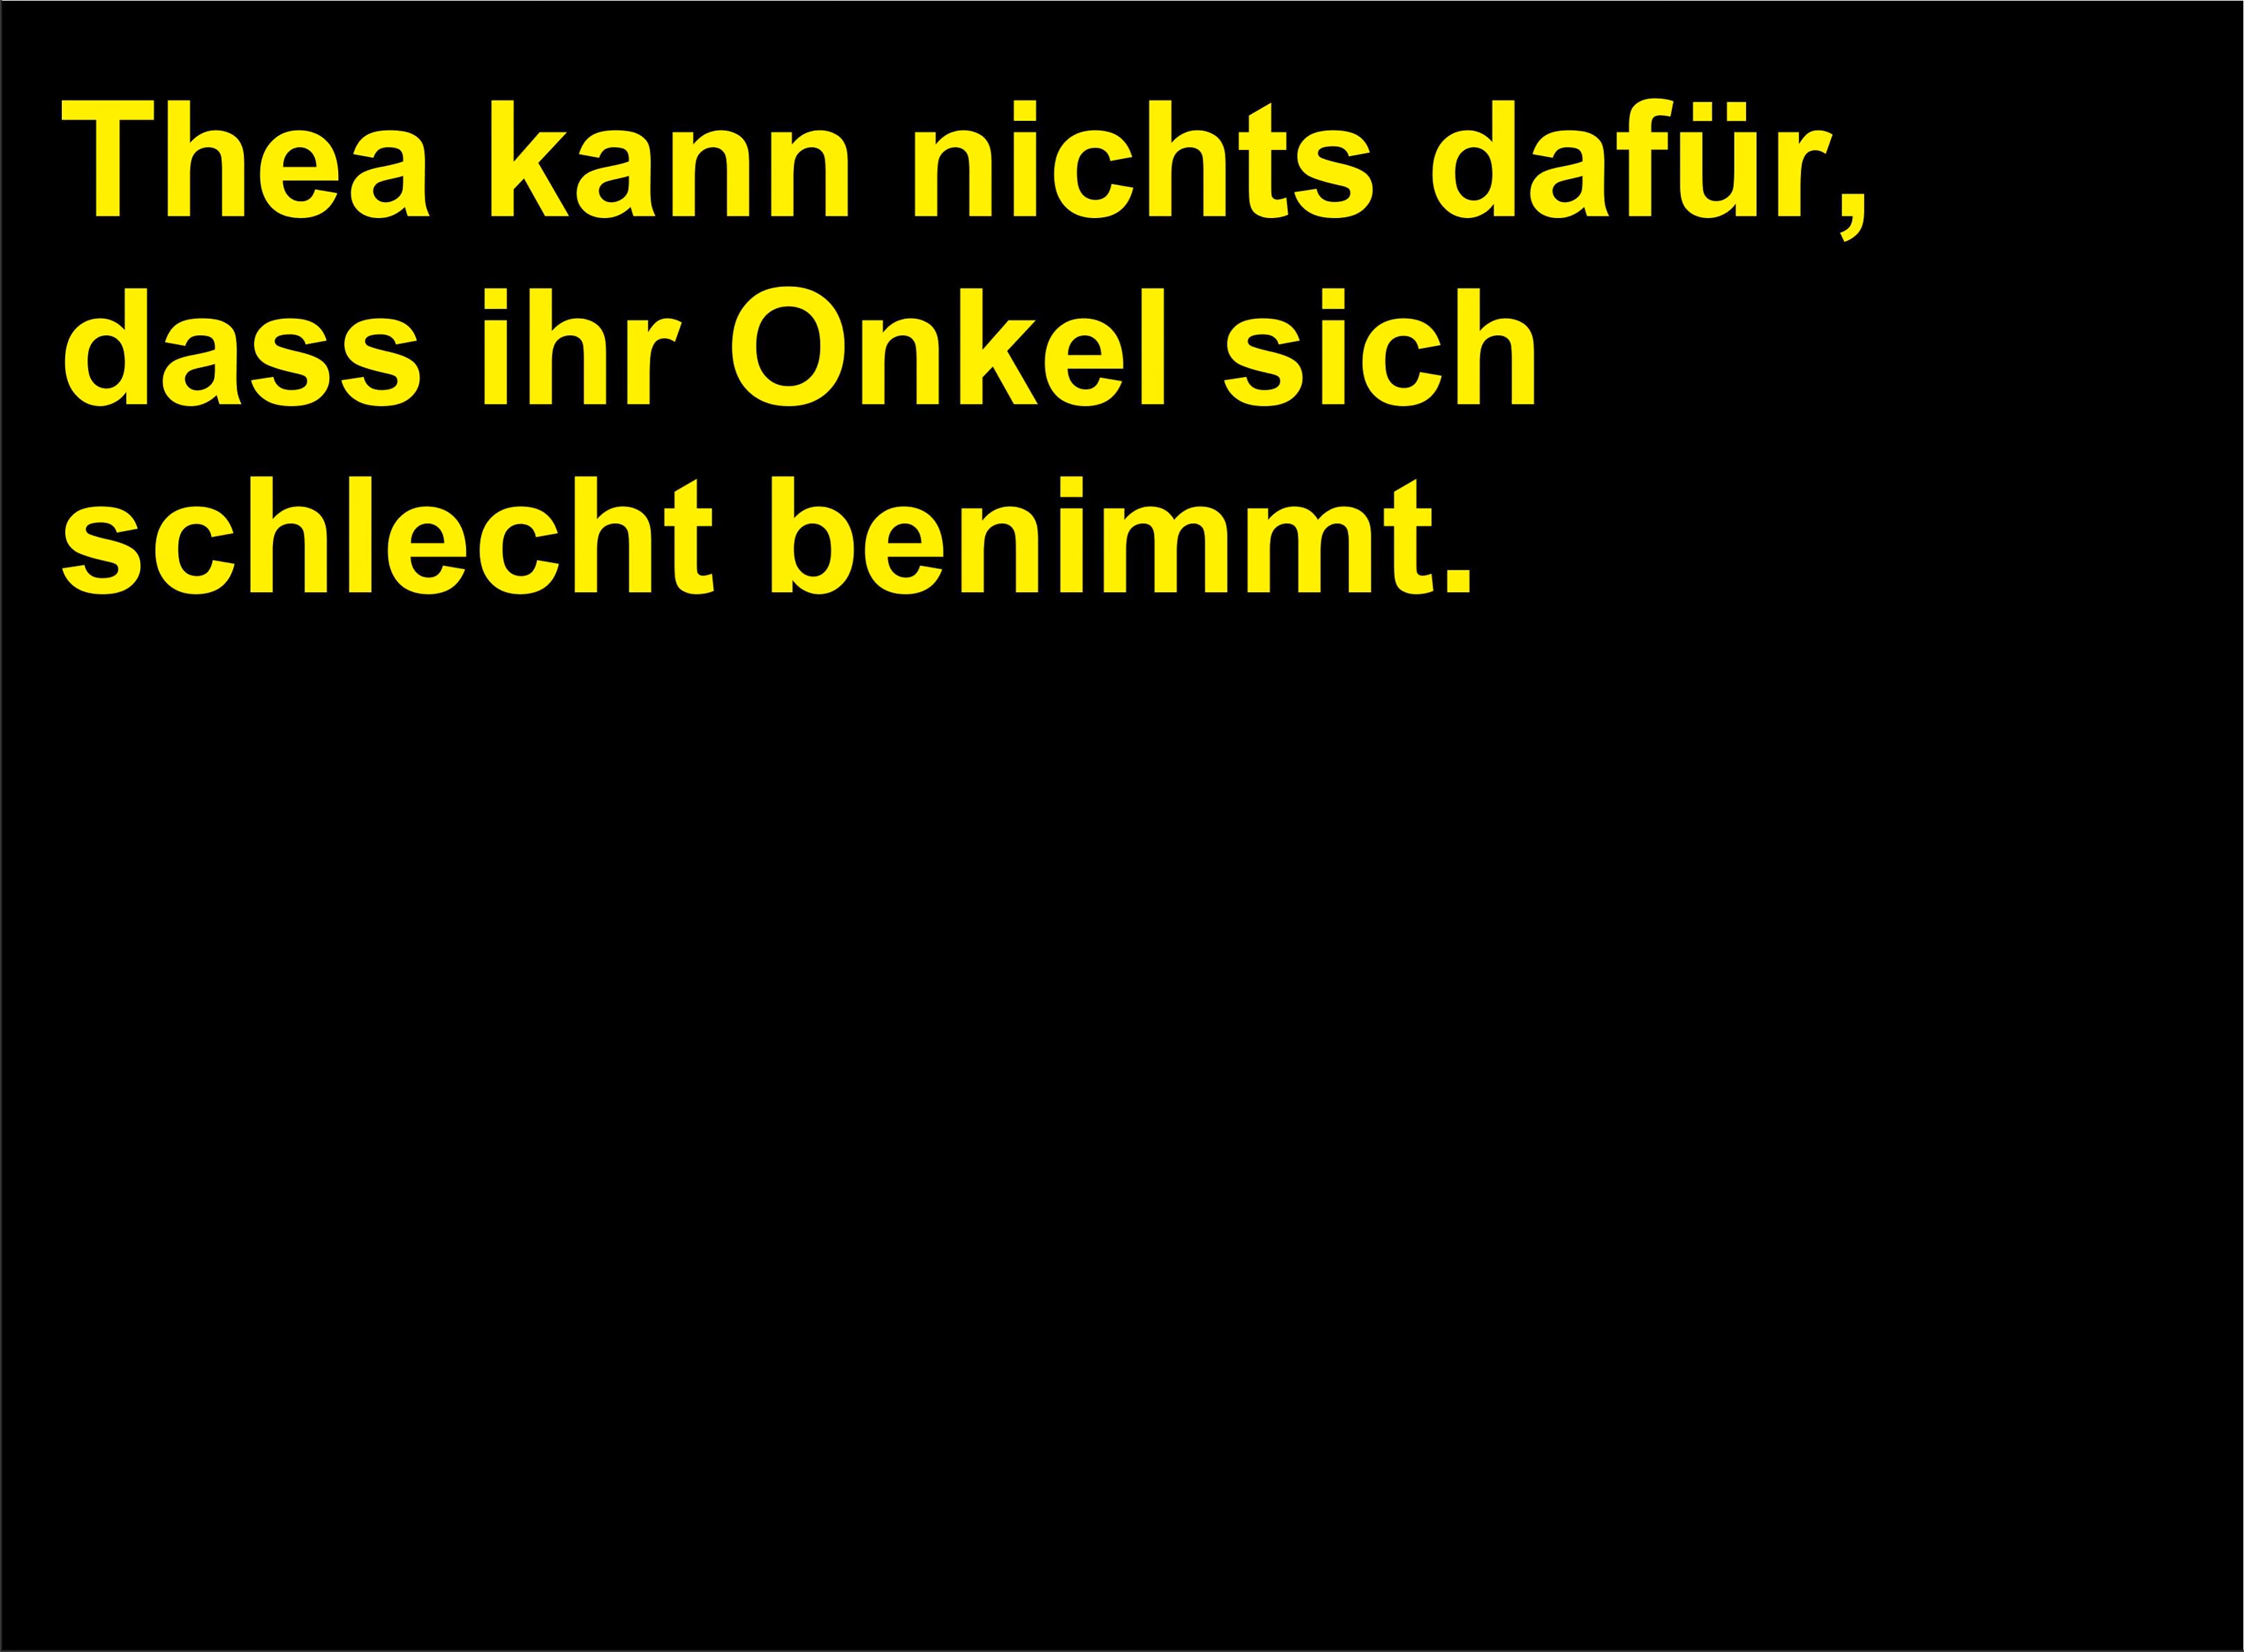 Thea kann nichts dafür,
dass ihr Onkel sich
schlecht benimmt.